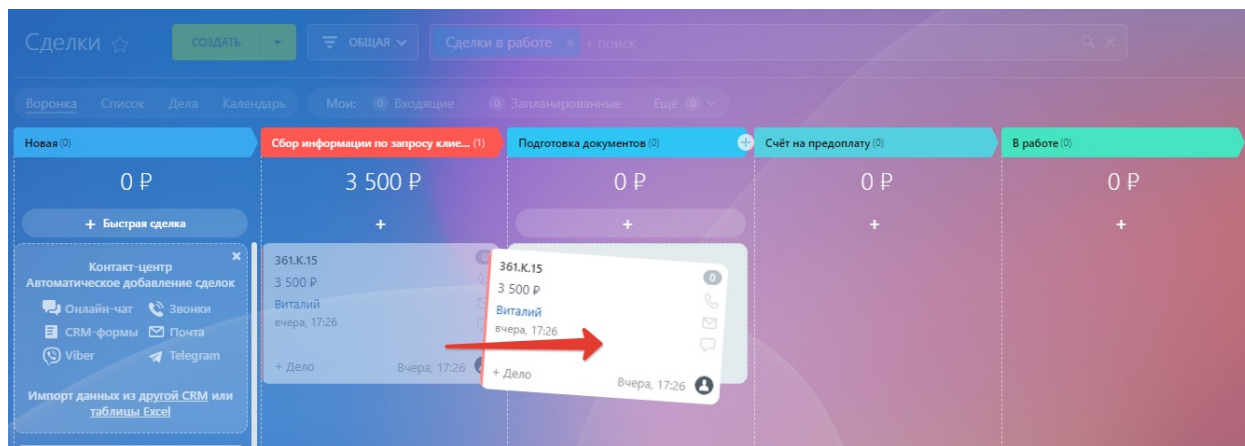 Сделки
СОЗДАТЬ
ОБЩАЯ
Сделки в работе × + поиск
Воронка Список Дела Календарь Мои: 0 Входящие 0 Запланированные Ещё 0
Новая (0)
Сбор информации по запросу клие... (1)
Подготовка документов (0)
Счёт на предоплату (0)
В работе (0)
0 ₽
3 500 ₽
0 ₽
0 ₽
0 ₽
+ Быстрая сделка
+
+
+
+
Контакт-центр
Автоматическое добавление сделок
Онлайн-чат Звонки
CRM-формы Почта
Viber Telegram
Импорт данных из другой CRM или
таблицы Excel
361.К.15
3 500 ₽
Виталий
вчера, 17:26
+ Дело Вчера, 17:26
361.К.15
0
3 500 ₽
Виталий
вчера, 17:26
+ Дело Вчера, 17:26